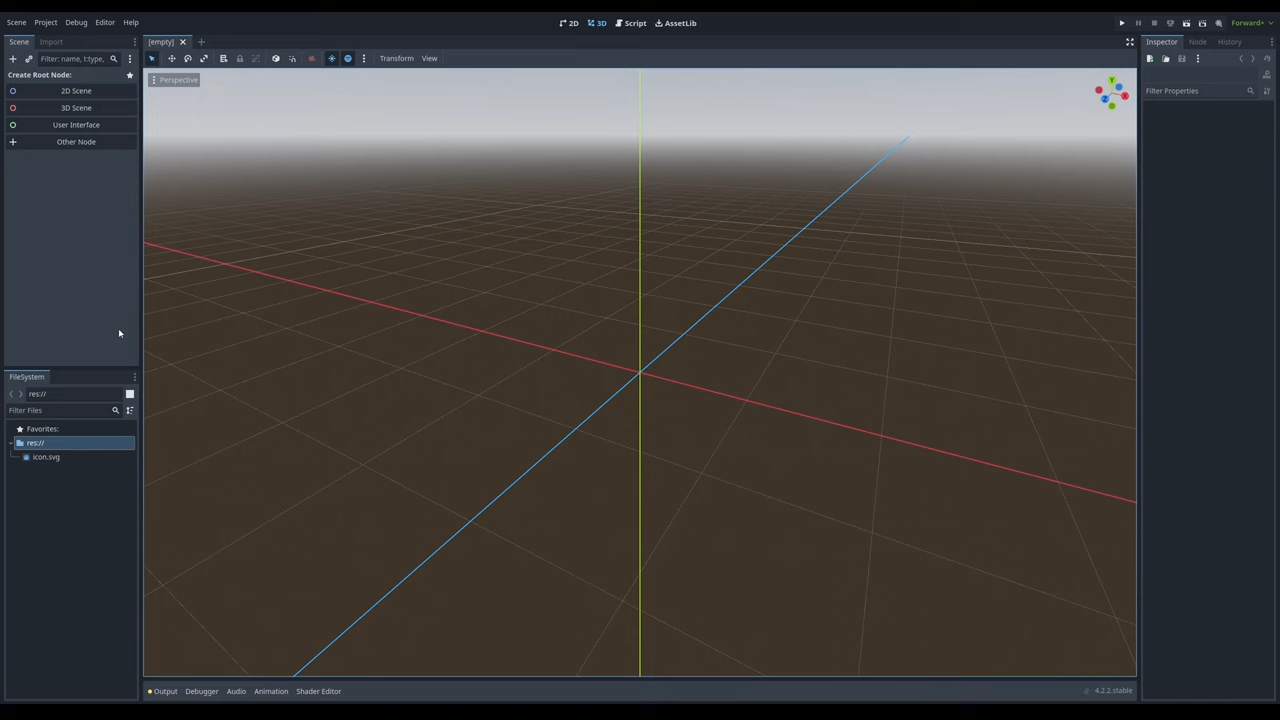 Scene Project Debug Editor Help
2D 3D Script AssetLib
Forward+
Scene Import
[empty]
Inspector Node History
Filter: name, t:type,
Transform View
Create Root Node:
Perspective
Y
X
Z
2D Scene
Filter Properties
3D Scene
User Interface
Other Node
FileSystem
res://
Filter Files
Favorites:
res://
icon.svg
Output Debugger Audio Animation Shader Editor
4.2.2.stable